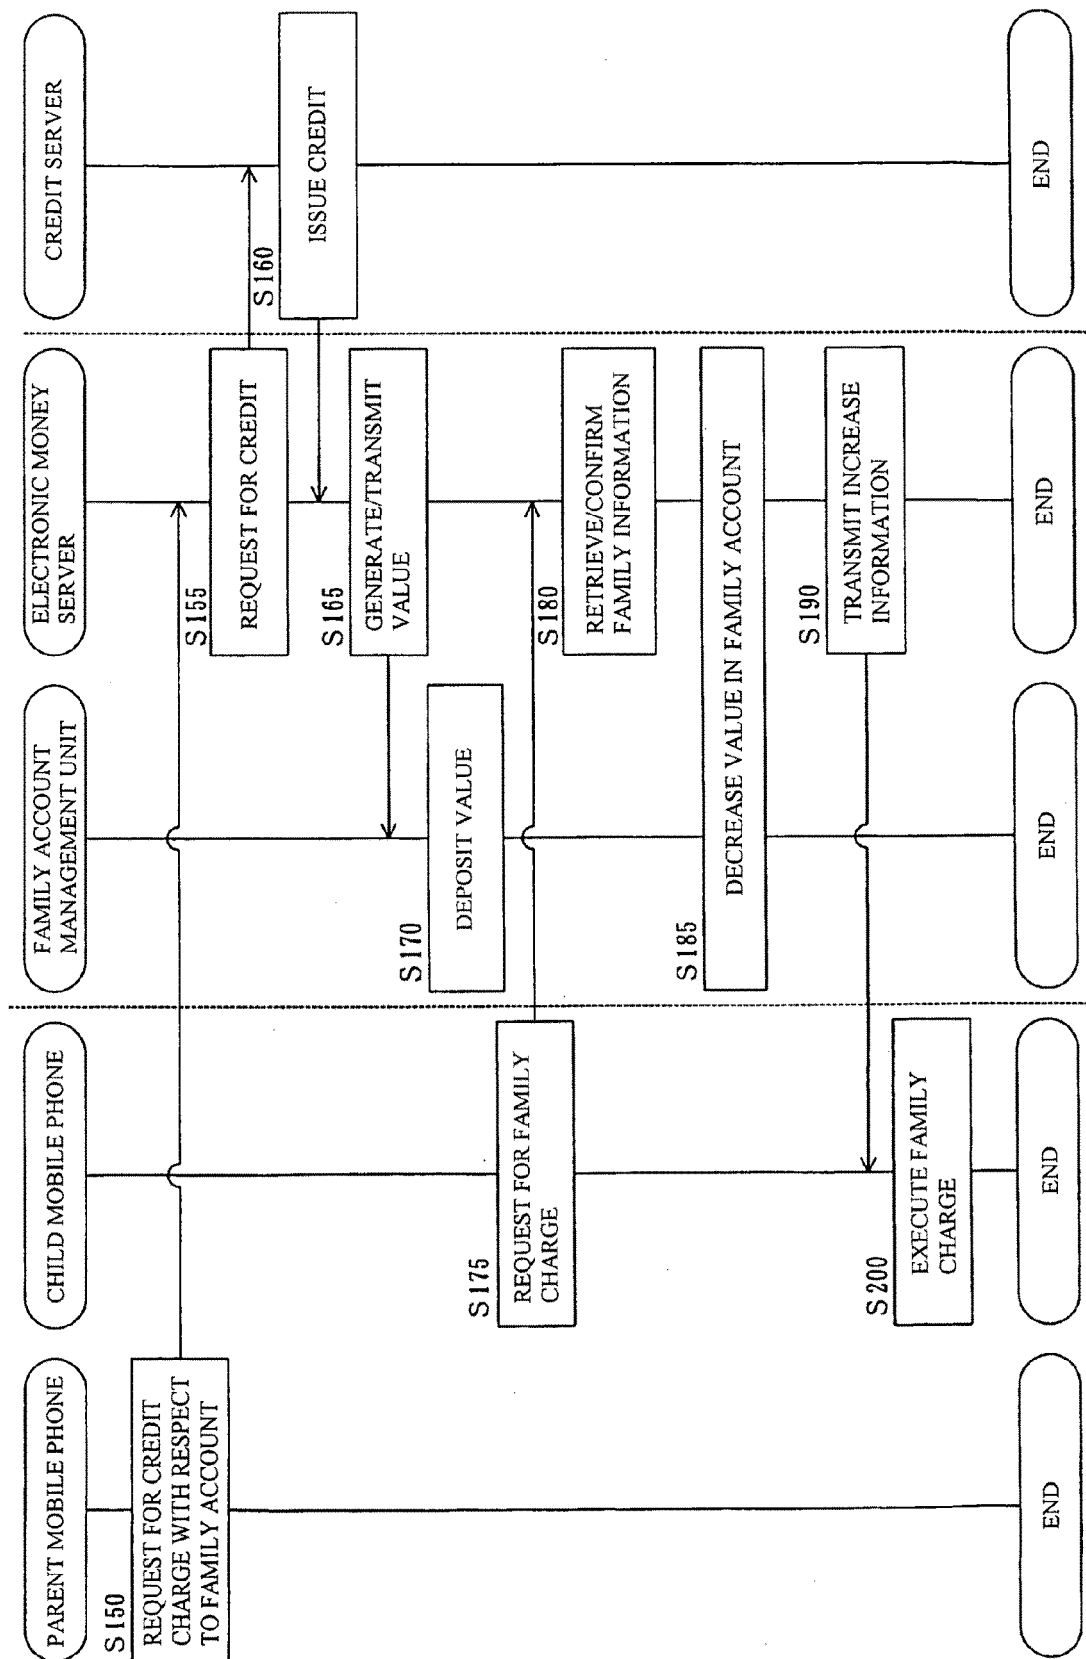 PARENT MOBILE PHONE
CHILD MOBILE PHONE
FAMILY ACCOUNT
MANAGEMENT UNIT
ELECTRONIC MONEY
SERVER
CREDIT SERVER
S150
REQUEST FOR CREDIT
CHARGE WITH RESPECT
TO FAMILY ACCOUNT
S155
REQUEST FOR CREDIT
S160
ISSUE CREDIT
S165
GENERATE/TRANSMIT
VALUE
S170
DEPOSIT VALUE
S175
REQUEST FOR FAMILY
CHARGE
S180
RETRIEVE/CONFIRM
FAMILY INFORMATION
S185
DECREASE VALUE IN FAMILY ACCOUNT
S190
TRANSMIT INCREASE
INFORMATION
S200
EXECUTE FAMILY
CHARGE
END
END
END
END
END